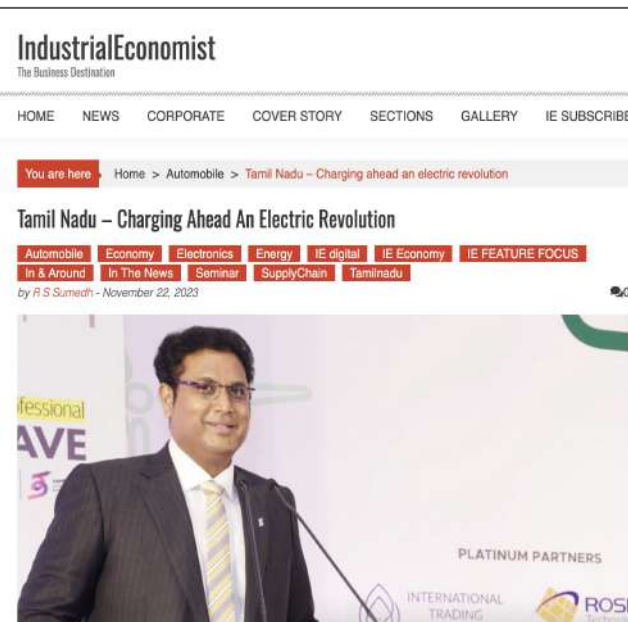 IndustrialEconomist
The Business Destination
HOME NEWS CORPORATE COVER STORY SECTIONS GALLERY IE SUBSCRIBE
You are here Home > Automobile > Tamil Nadu – Charging ahead an electric revolution
Tamil Nadu – Charging Ahead An Electric Revolution
Automobile Economy Electronics Energy IE digital IE Economy IE FEATURE FOCUS
In & Around In The News Seminar SupplyChain Tamilnadu
by R S Sumedh - November 22, 2023
fessional
AVE
PLATINUM PARTNERS
INTERNATIONAL
TRADING
ROS